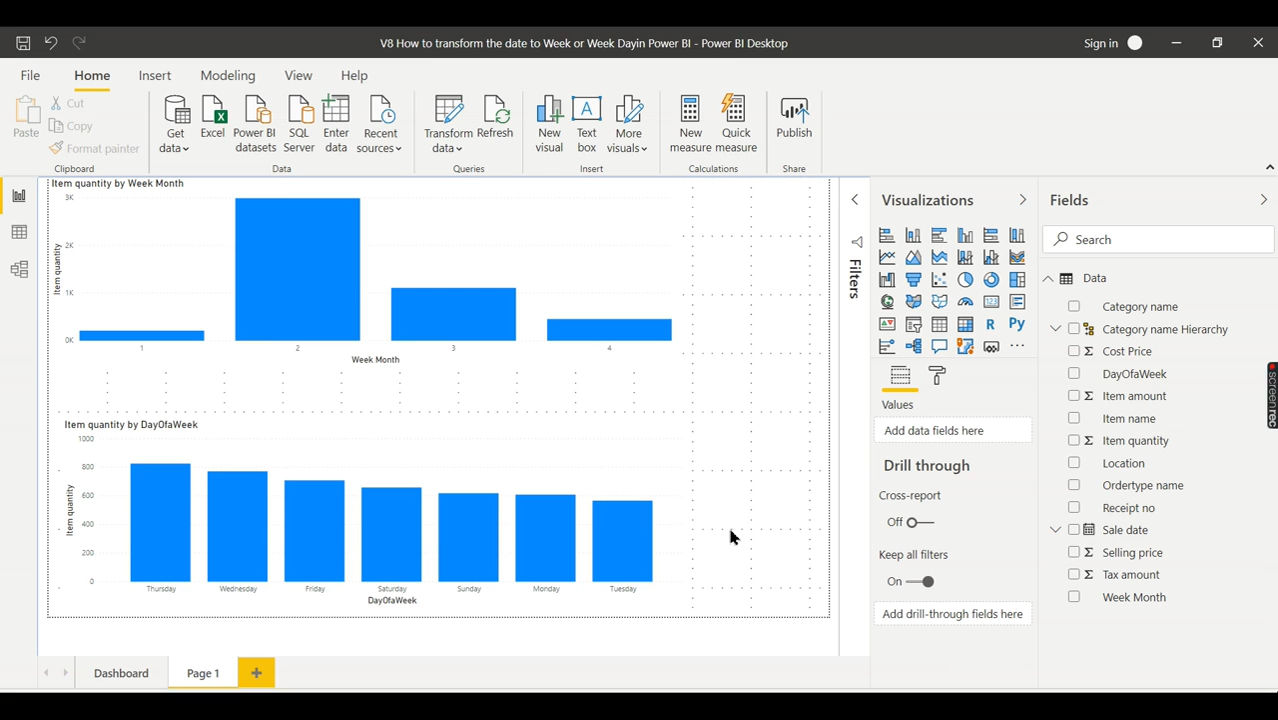 V8 How to transform the date to Week or Week Dayin Power BI - Power BI Desktop
Sign in
File Home Insert Modeling View Help
Paste
Cut
Copy
Format painter
Clipboard
Get data
Excel
Power BI datasets
SQL Server
Enter data
Recent sources
Data
Transform data
Refresh
Queries
New visual
A
Text box
More visuals
Insert
New measure
Quick measure
Calculations
Publish
Share
Item quantity by Week Month
3K
2K
1K
0K
Item quantity
1 2 3 4
Week Month
Item quantity by DayOfaWeek
1000
800
600
400
200
0
Item quantity
Thursday Wednesday Friday Saturday Sunday Monday Tuesday
DayOfaWeek
Filters
Visualizations
123
R
Py
Values
Add data fields here
Drill through
Cross-report
Off
Keep all filters
On
Add drill-through fields here
Fields
Search
Data
Category name
Category name Hierarchy
Σ Cost Price
DayOfaWeek
Σ Item amount
Item name
Σ Item quantity
Location
Ordertype name
Receipt no
Sale date
Σ Selling price
Σ Tax amount
Week Month
screenrec
Dashboard
Page 1